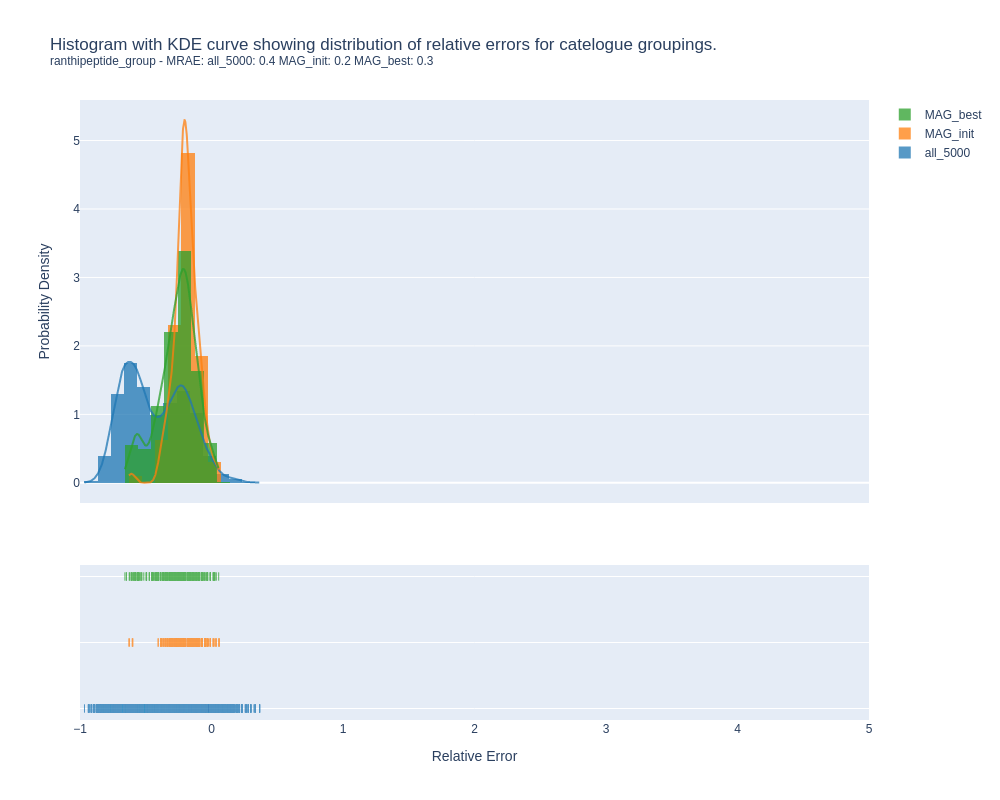 Histogram with KDE curve showing distribution of relative errors for catelogue groupings.
ranthipeptide_group - MRAE: all_5000: 0.4 MAG_init: 0.2 MAG_best: 0.3
MAG_best
MAG_init
all_5000
5
4
3
2
1
0
Probability Density
−1
0
1
2
3
4
5
Relative Error